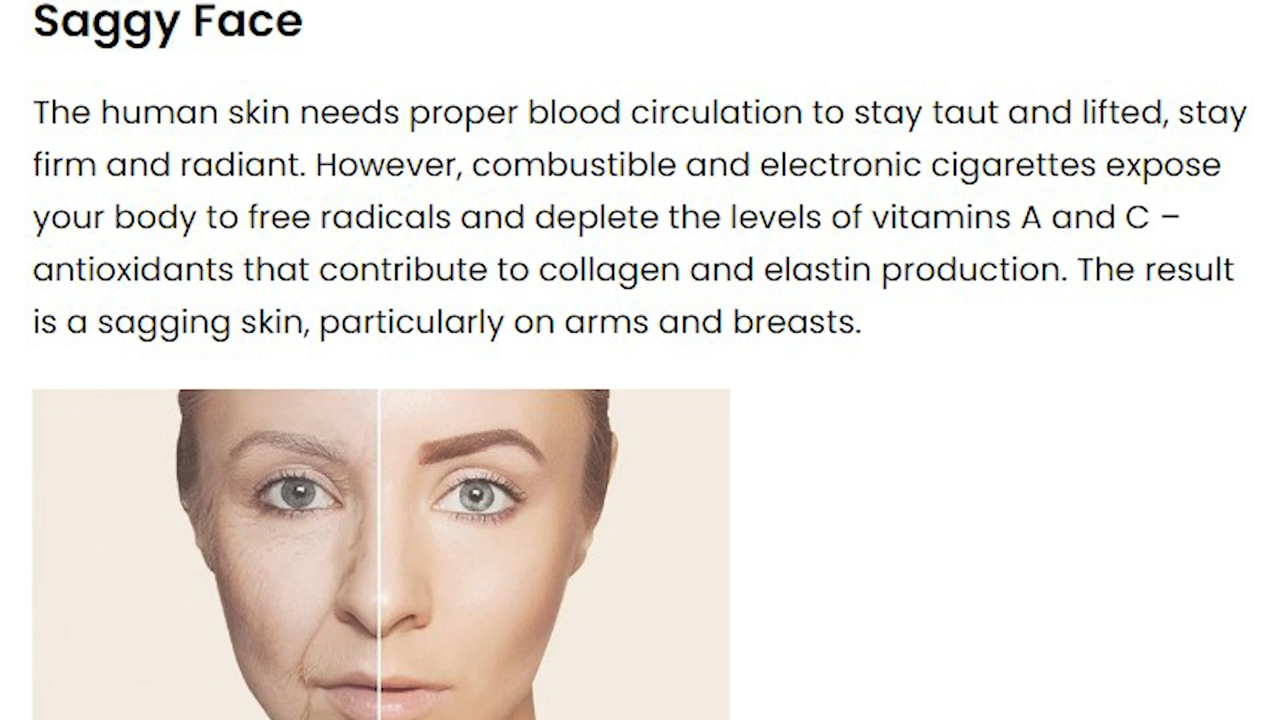 Saggy Face
The human skin needs proper blood circulation to stay taut and lifted, stay
firm and radiant. However, combustible and electronic cigarettes expose
your body to free radicals and deplete the levels of vitamins A and C –
antioxidants that contribute to collagen and elastin production. The result
is a sagging skin, particularly on arms and breasts.